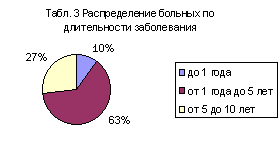 Табл. 3 Распределение больных по
длительности заболевания
10%
27%
63%
до 1 года
от 1 года до 5 лет
от 5 до 10 лет